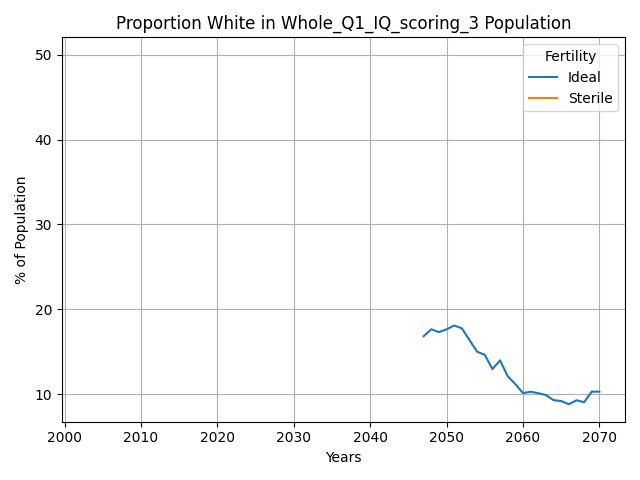 Proportion White in Whole_Q1_IQ_scoring_3 Population
Fertility
Ideal
Sterile
% of Population
50
40
30
20
10
2000 2010 2020 2030 2040 2050 2060 2070
Years